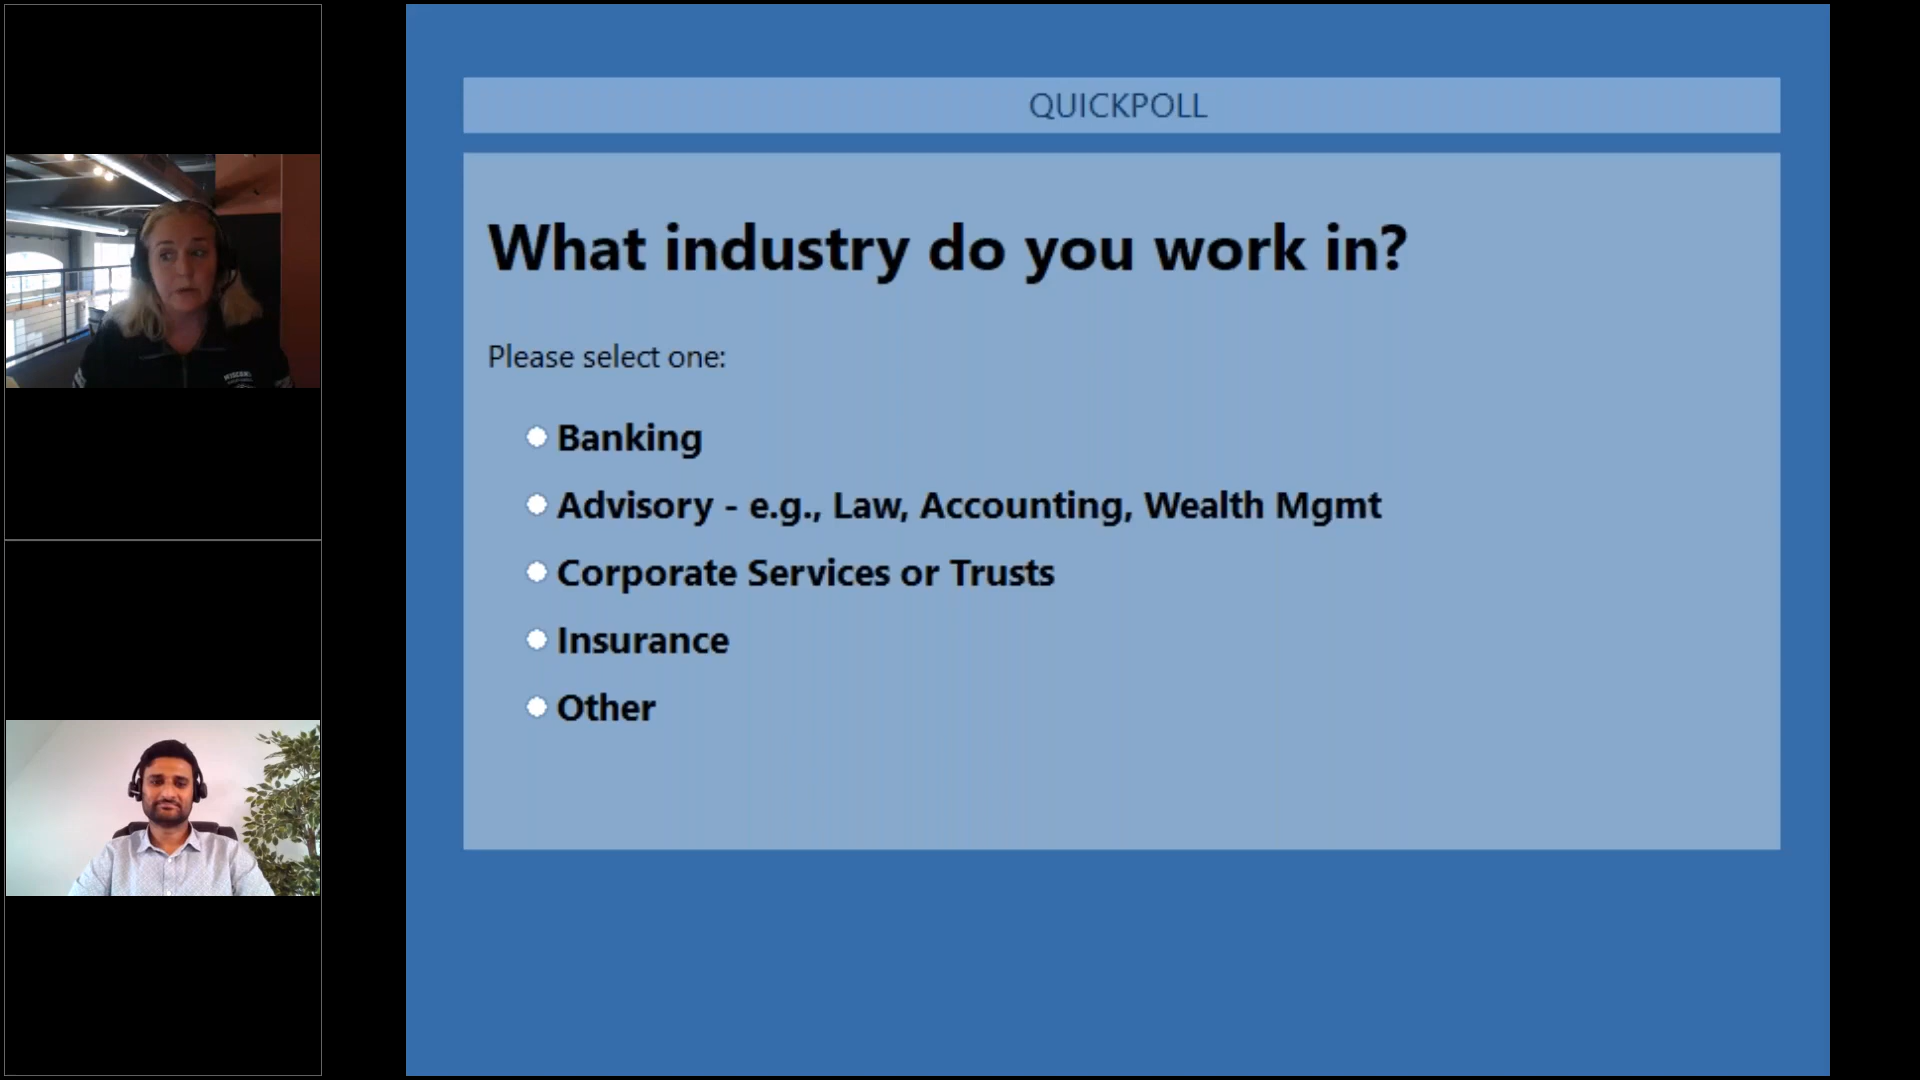 QUICKPOLL
What industry do you work in?
Please select one:
Banking
Advisory - e.g., Law, Accounting, Wealth Mgmt
Corporate Services or Trusts
Insurance
Other